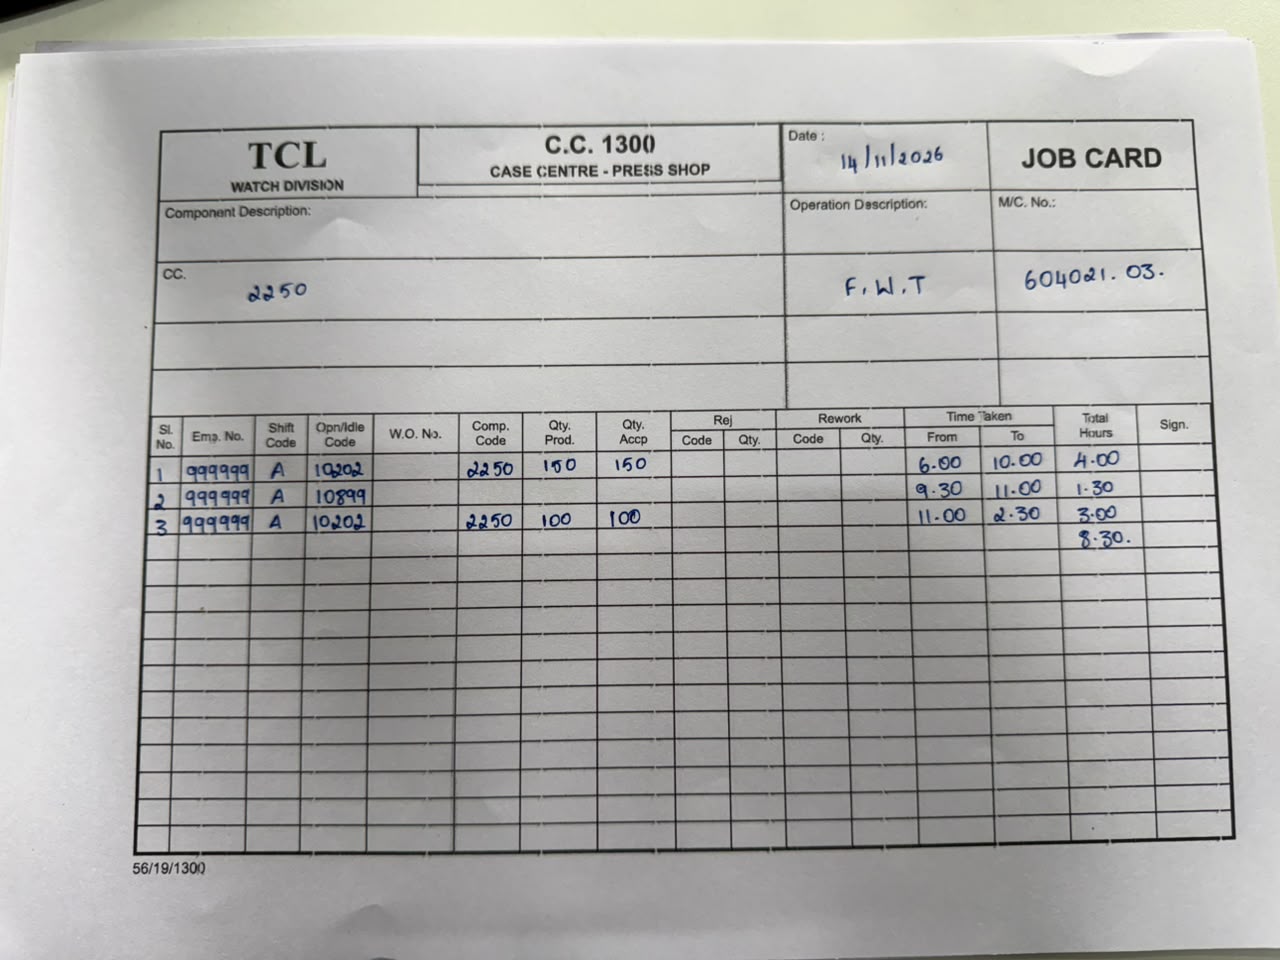 TCL
WATCH DIVISION
C.C. 1300
CASE CENTRE - PRESS SHOP
Date :
14/11/2026
JOB CARD
Component Description:
Operation Description:
M/C. No.:
CC.
2250
F.W.T
604021.03.
Sl. No. Emp. No. Shift Code Opn/Idle Code W.O. No. Comp. Code Qty. Prod. Qty. Accp Rej Code Qty. Rework Code Qty. Time Taken From To Total Hours Sign.
1 999999 A 10202 2250 150 150 6.00 10.00 4.00
2 999999 A 10899 9.30 11.00 1.30
3 999999 A 10202 2250 100 100 11.00 2.30 3.00
8.30.
56/19/1300